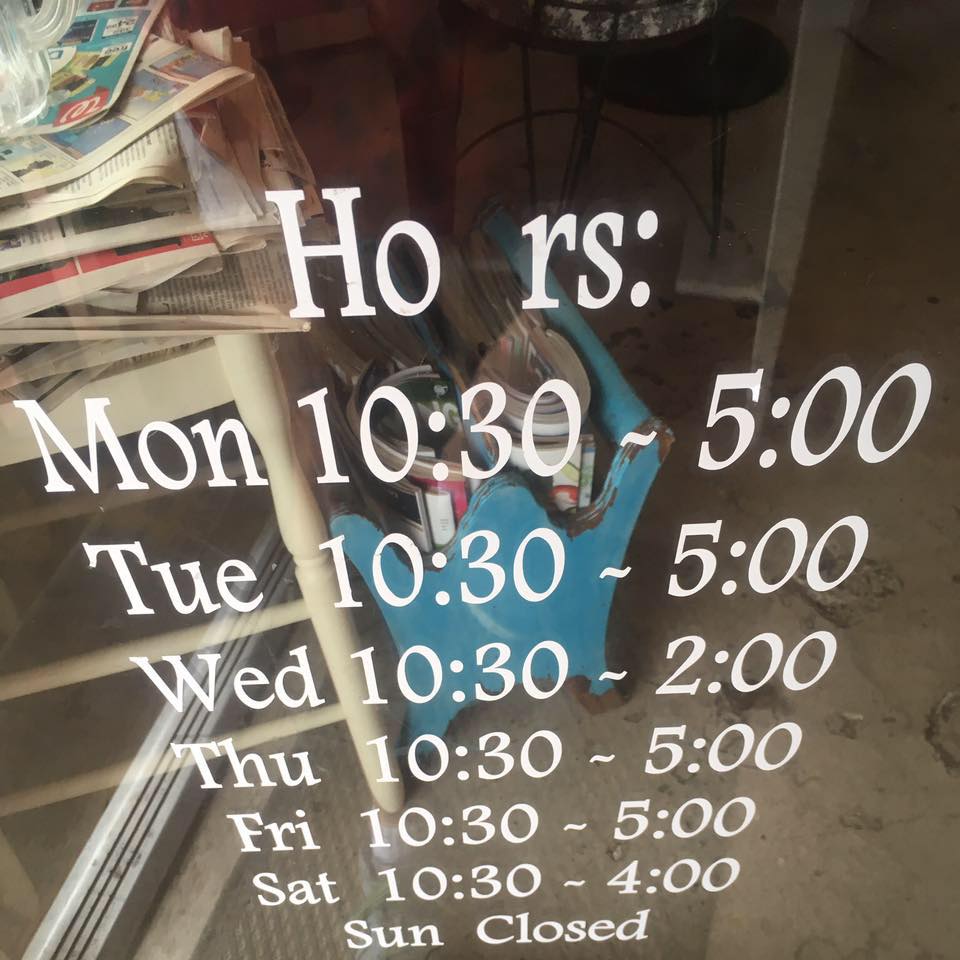 Ho rs:
Mon 10:30 ~ 5:00
Tue 10:30 ~ 5:00
Wed 10:30 ~ 2:00
Thu 10:30 ~ 5:00
Fri 10:30 ~ 5:00
Sat 10:30 ~ 4:00
Sun Closed